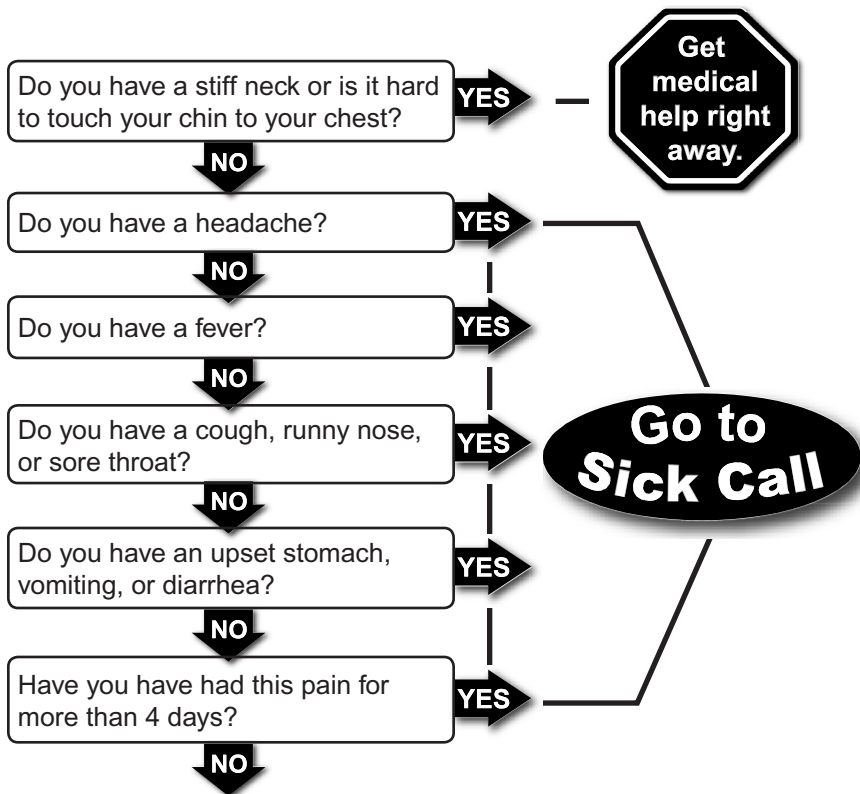 Do you have a stiff neck or is it hard
to touch your chin to your chest?
YES
Get
medical
help right
away.
NO
Do you have a headache?
YES
NO
Do you have a fever?
YES
NO
Do you have a cough, runny nose,
or sore throat?
YES
Go to
Sick Call
NO
Do you have an upset stomach,
vomiting, or diarrhea?
YES
NO
Have you have had this pain for
more than 4 days?
YES
NO